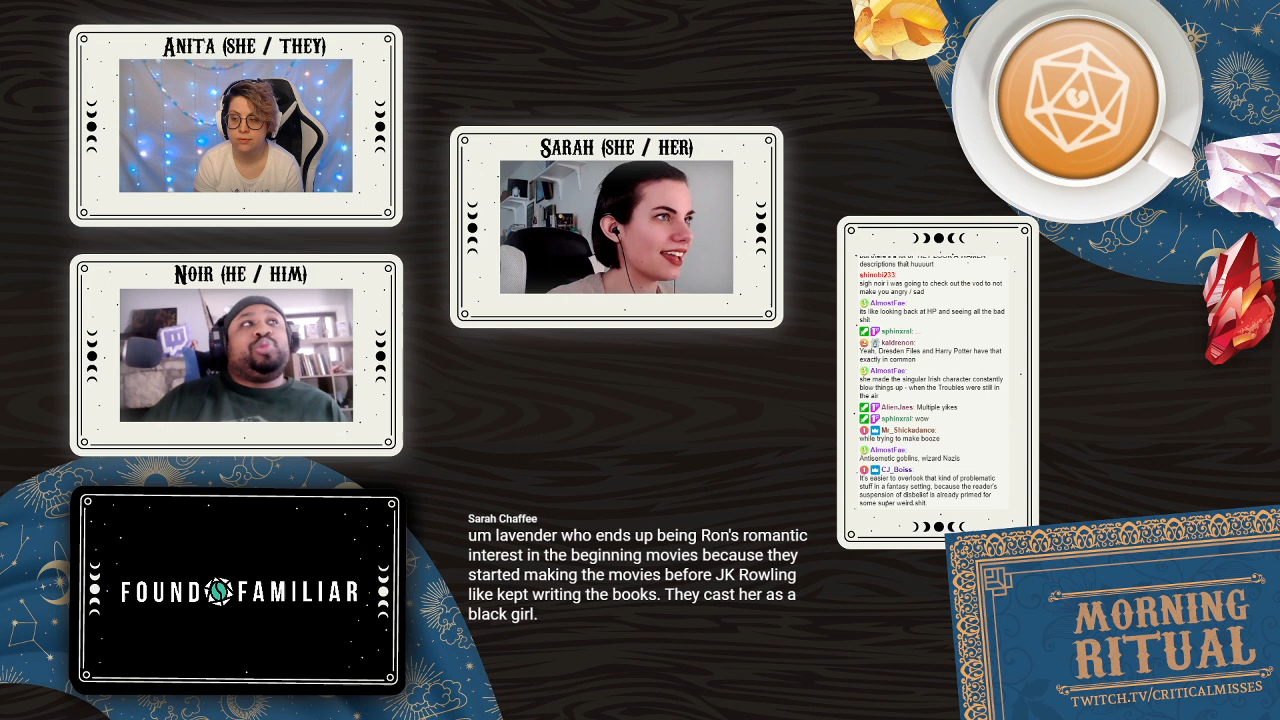 ANITA (SHE / THEY)
SARAH (SHE / HER)
NOIR (HE / HIM)
FOUND FAMILIAR
Sarah Chaffee
um lavender who ends up being Ron's romantic
interest in the beginning movies because they
started making the movies before JK Rowling
like kept writing the books. They cast her as a
black girl.
descriptions that huuuurt
shinobi233:
sigh noir i was going to check out the vod to not
make you angry / sad
AlmostFae:
its like looking back at HP and seeing all the bad
shit
sphinxral: ...
kaldrenon:
Yeah, Dresden Files and Harry Potter have that
exactly in common
AlmostFae:
she made the singular Irish character constantly
blow things up - when the Troubles were still in
the air
AlienJaes: Multiple yikes
sphinxral: wow
Mr_Shickadance:
while trying to make booze
AlmostFae:
Antisemetic goblins, wizard Nazis
CJ_Boiss:
It's easier to overlook that kind of problematic
stuff in a fantasy setting, because the reader's
suspension of disbelief is already primed for
some super weird shit.
MORNING
RITUAL
TWITCH.TV/CRITICALMISSES